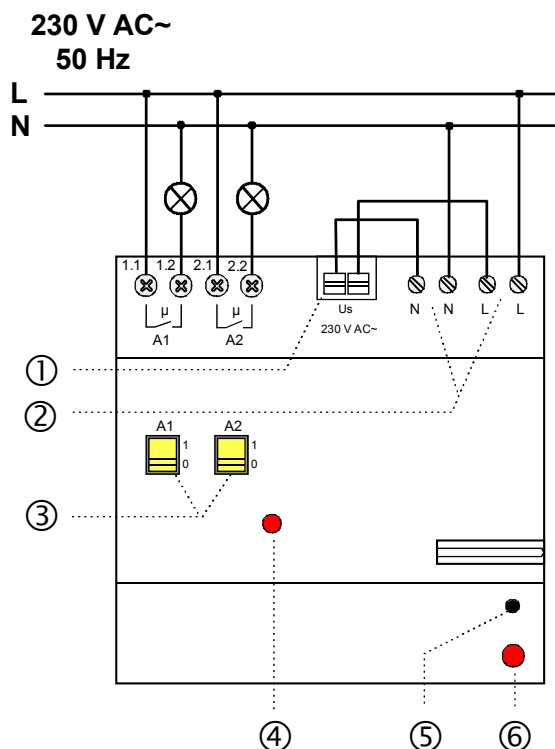 230 V AC~
50 Hz
L
N
1.1 1.2 2.1 2.2
µ µ
A1 A2
Us
230 V AC~
N N L L
①
②
A1 A2
1 1
0 0
③
④ ⑤ ⑥